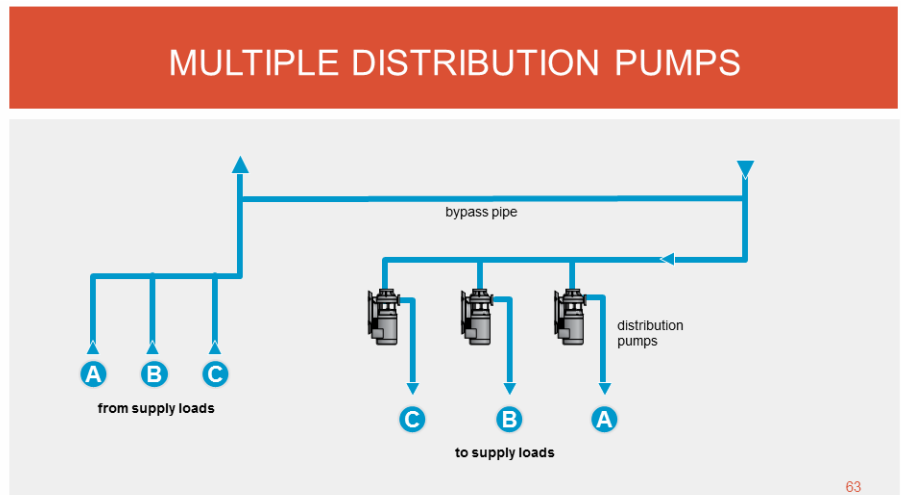 MULTIPLE DISTRIBUTION PUMPS
bypass pipe
distribution
pumps
A
B
C
from supply loads
C
B
A
to supply loads
63